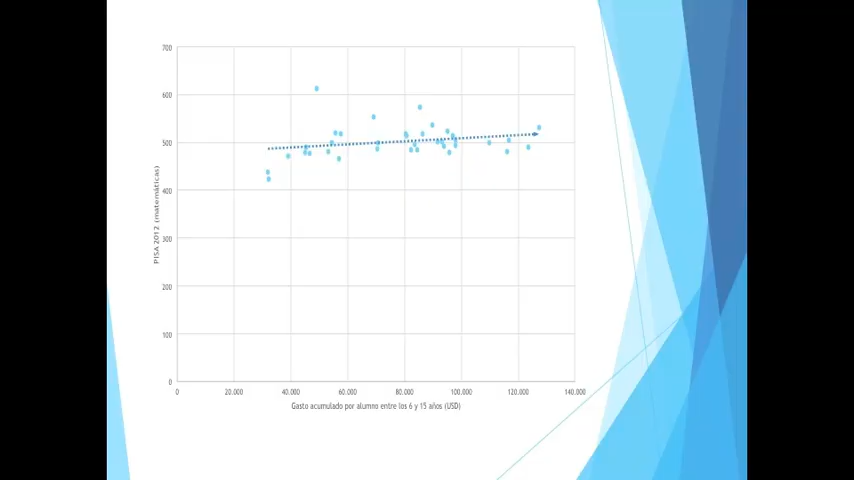 700
600
500
400
300
200
100
0
PISA 2012 (matemáticas)
0 20.000 40.000 60.000 80.000 100.000 120.000 140.000
Gasto acumulado por alumno entre los 6 y 15 años (USD)